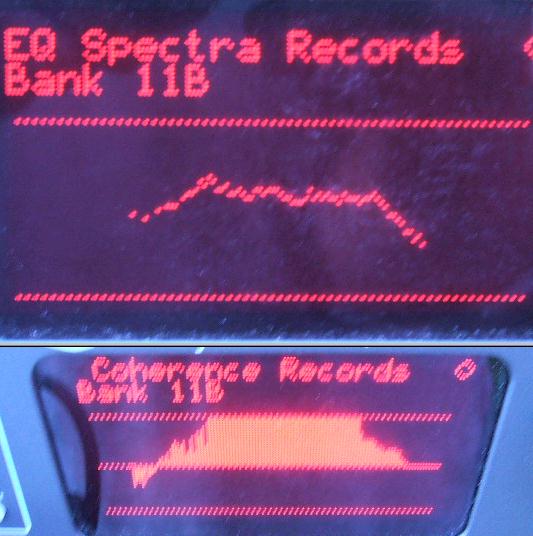 EQ Spectra Records
Bank 11B
Coherence Records
Bank 11B